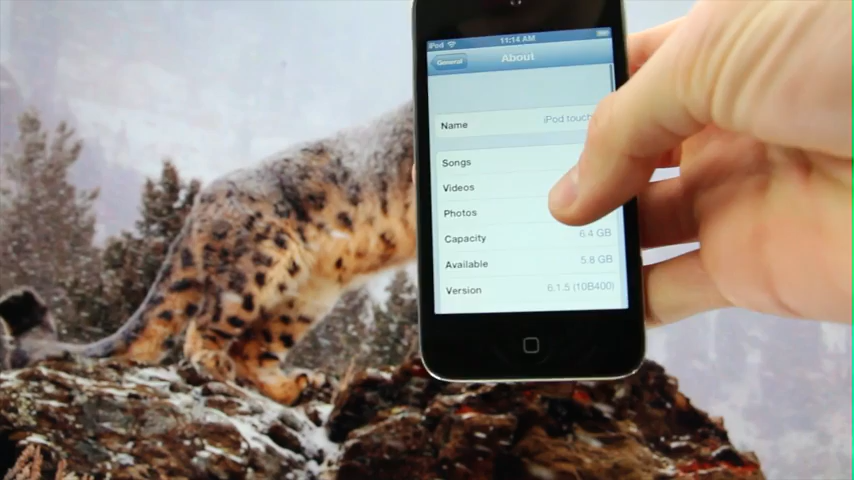 iPod 11:14 AM
General About
Name iPod touch
Songs
Videos
Photos
Capacity 6.4 GB
Available 5.8 GB
Version 6.1.5 (10B400)